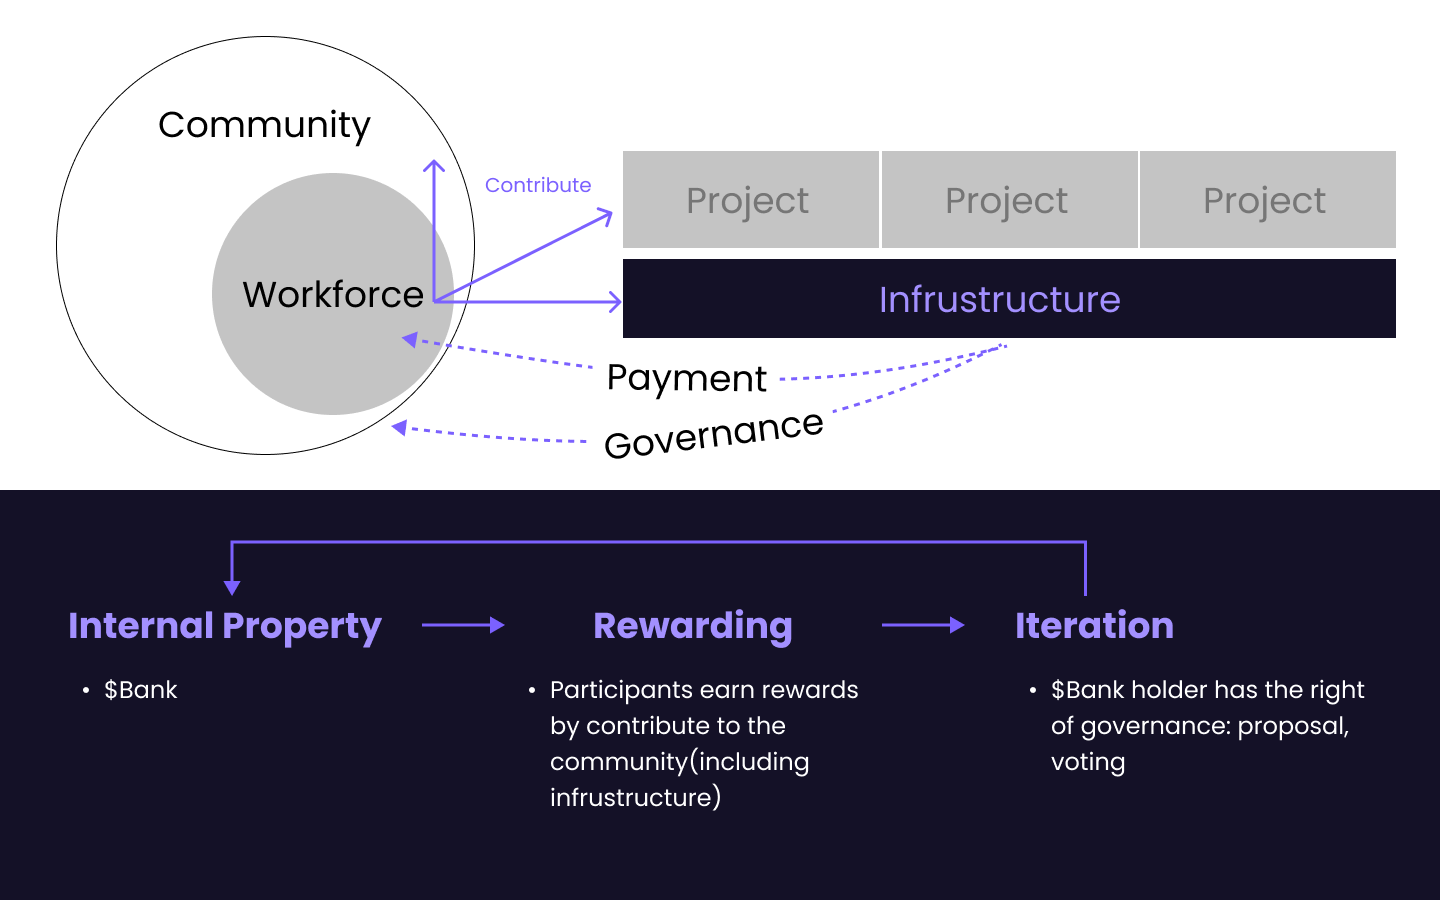 Community
Contribute
Project Project Project
Workforce
Infrustructure
Payment
Governance
Internal Property
Rewarding
Iteration
• $Bank
• Participants earn rewards
by contribute to the
community(including
infrustructure)
• $Bank holder has the right
of governance: proposal,
voting